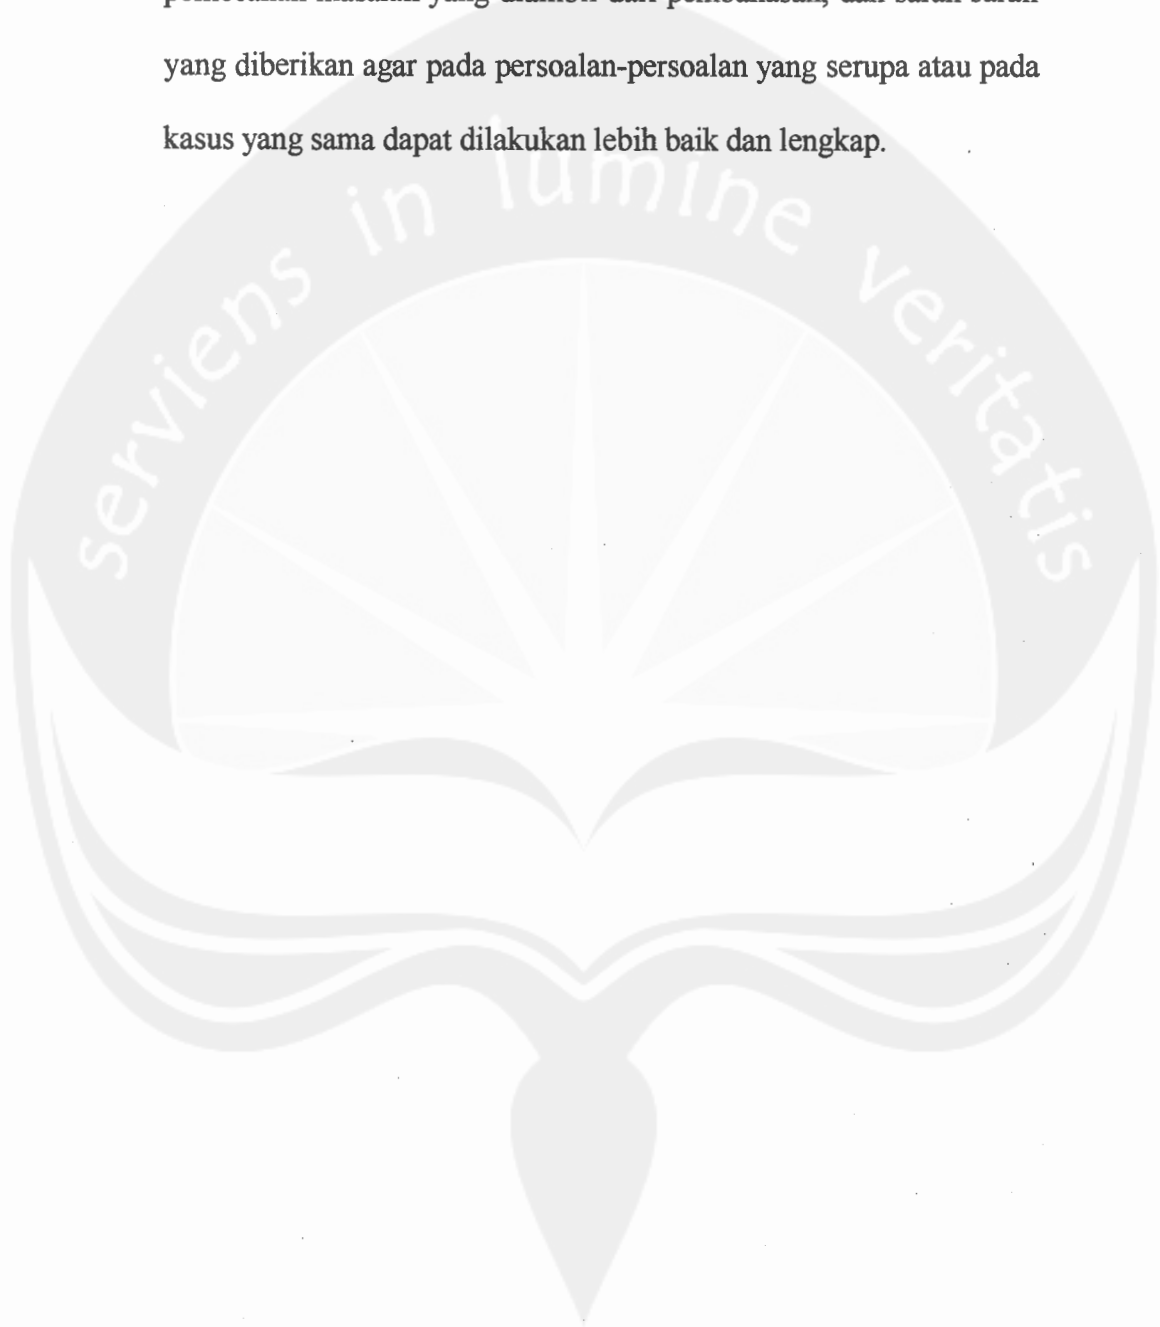 yang diberikan agar pada persoalan-persoalan yang serupa atau pada
kasus yang sama dapat dilakukan lebih baik dan lengkap.
serviens in lumine veritatis